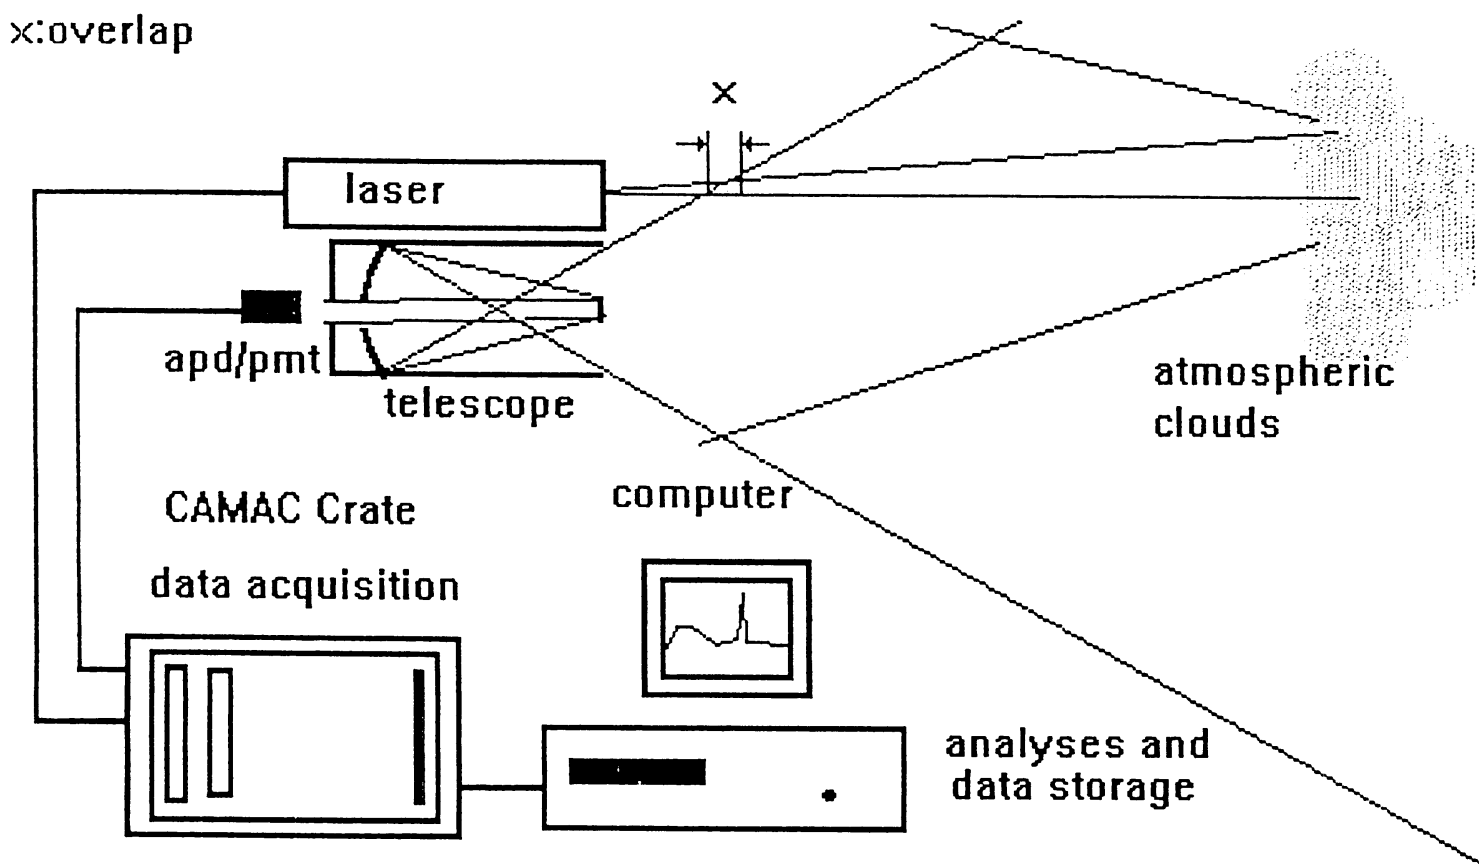 x:overlap
x
laser
apd/pmt
telescope
atmospheric
clouds
computer
CAMAC Crate
data acquisition
analyses and
data storage